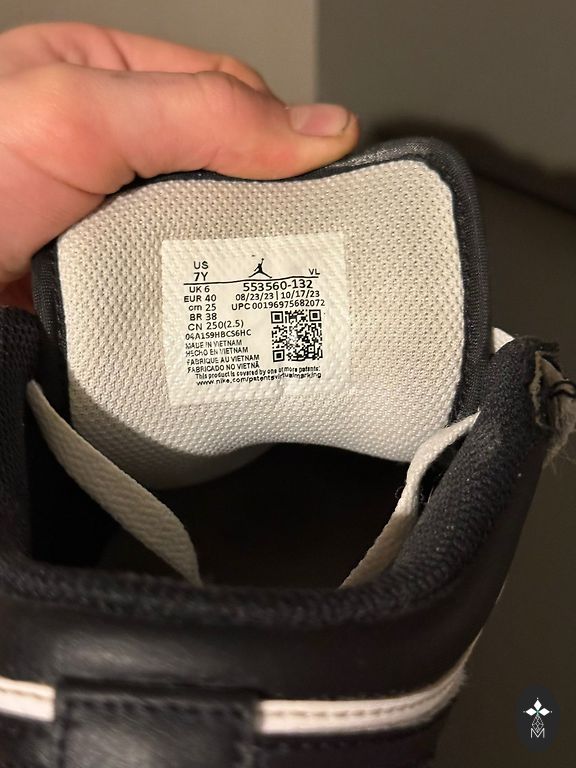 US
7Y
VL
UK 6
553560-132
EUR 40
08/23/23 | 10/17/23
cm 25
UPC 00196975682072
BR 38
CN 250(2.5)
04A1S9HBCS6HC
MADE IN VIETNAM
HECHO EN VIETNAM
FABRIQUE AU VIETNAM
FABRICADO NO VIETNÃ
This product is covered by one of more patents:
www.nike.com/patentsvirtualmarking
M